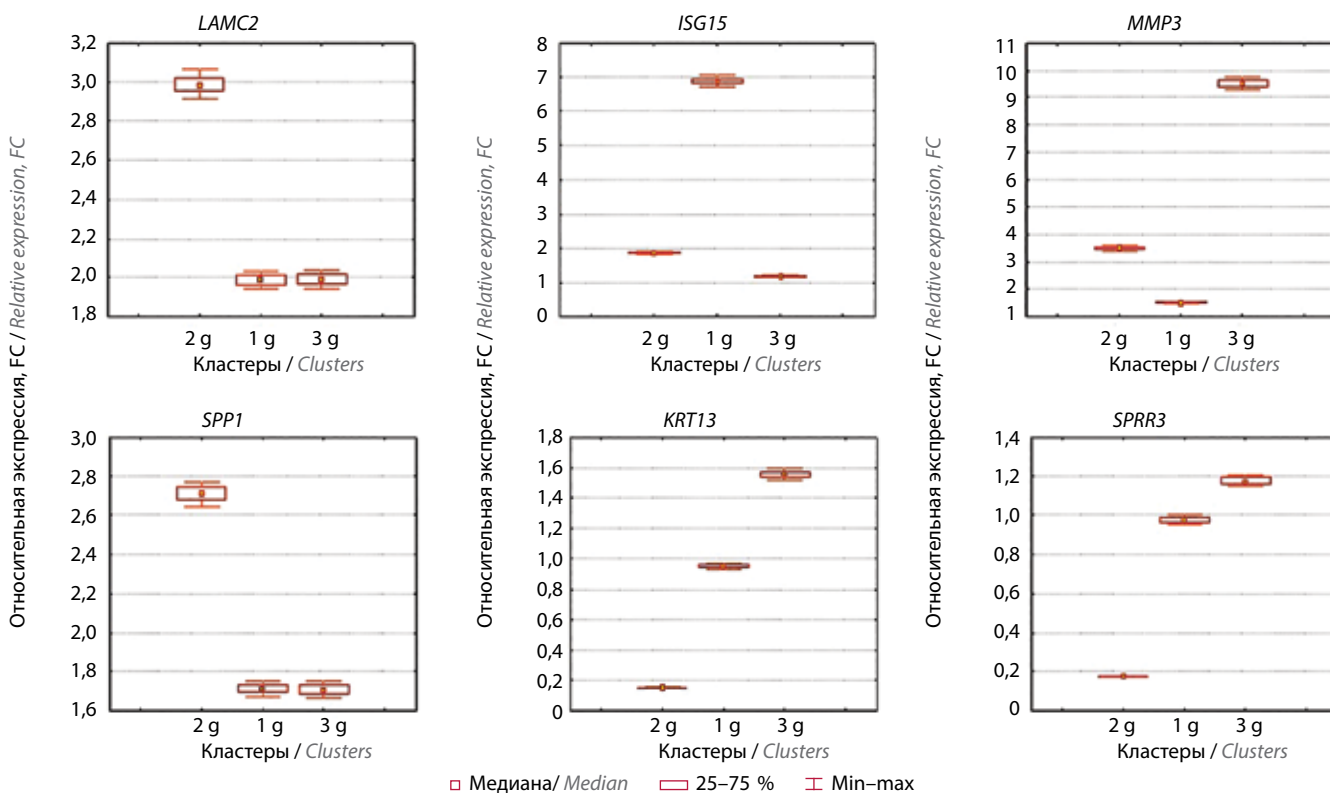 LAMC2
3,2
3,0
2,8
2,6
2,4
2,2
2,0
1,8
2 g 1 g 3 g
Кластеры / Clusters
Относительная экспрессия, FC / Relative expression, FC
ISG15
8
7
6
5
4
3
2
1
0
2 g 1 g 3 g
Кластеры / Clusters
Относительная экспрессия, FC / Relative expression, FC
MMP3
11
10
9
8
7
6
5
4
3
2
1
2 g 1 g 3 g
Кластеры / Clusters
Относительная экспрессия, FC / Relative expression, FC
SPP1
3,0
2,8
2,6
2,4
2,2
2,0
1,8
1,6
2 g 1 g 3 g
Кластеры / Clusters
KRT13
1,8
1,6
1,4
1,2
1,0
0,8
0,6
0,4
0,2
0
2 g 1 g 3 g
Кластеры / Clusters
SPRR3
1,4
1,2
1,0
0,8
0,6
0,4
0,2
0
2 g 1 g 3 g
Кластеры / Clusters
Медиана/ Median 25–75 % Min–max